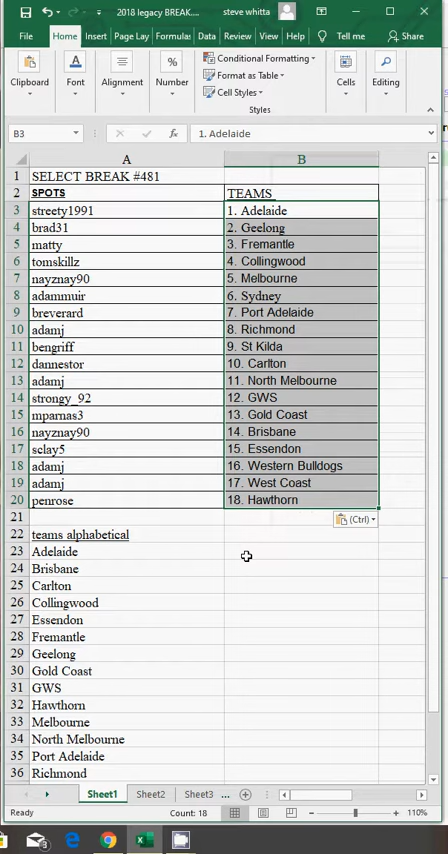 2018 legacy BREAK.... steve whitta
File Home Insert Page Lay Formulas Data Review View Help Tell me Share
Clipboard Font Alignment Number Conditional Formatting Format as Table Cell Styles Styles Cells Editing
%
B3 fx 1. Adelaide
A B
1 SELECT BREAK #481
2 SPOTS TEAMS
3 streety1991 1. Adelaide
4 brad31 2. Geelong
5 matty 3. Fremantle
6 tomskillz 4. Collingwood
7 nayznay90 5. Melbourne
8 adammuir 6. Sydney
9 breverard 7. Port Adelaide
10 adamj 8. Richmond
11 bengriff 9. St Kilda
12 dannestor 10. Carlton
13 adamj 11. North Melbourne
14 strongy_92 12. GWS
15 mparnas3 13. Gold Coast
16 nayznay90 14. Brisbane
17 sclay5 15. Essendon
18 adamj 16. Western Bulldogs
19 adamj 17. West Coast
20 penrose 18. Hawthorn
21 (Ctrl)
22 teams alphabetical
23 Adelaide
24 Brisbane
25 Carlton
26 Collingwood
27 Essendon
28 Fremantle
29 Geelong
30 Gold Coast
31 GWS
32 Hawthorn
33 Melbourne
34 North Melbourne
35 Port Adelaide
36 Richmond
Sheet1 Sheet2 Sheet3 ...
Ready Count: 18 110%